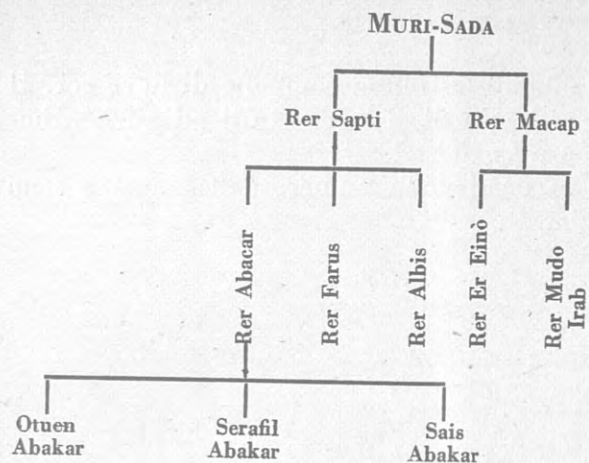 MURI-SADA
Rer Sapti
Rer Macap
Rer Abacar
Rer Farus
Rer Albis
Rer Er Einò
Rer Mudo
Irab
Otuen
Abakar
Serafil
Abakar
Sais
Abakar